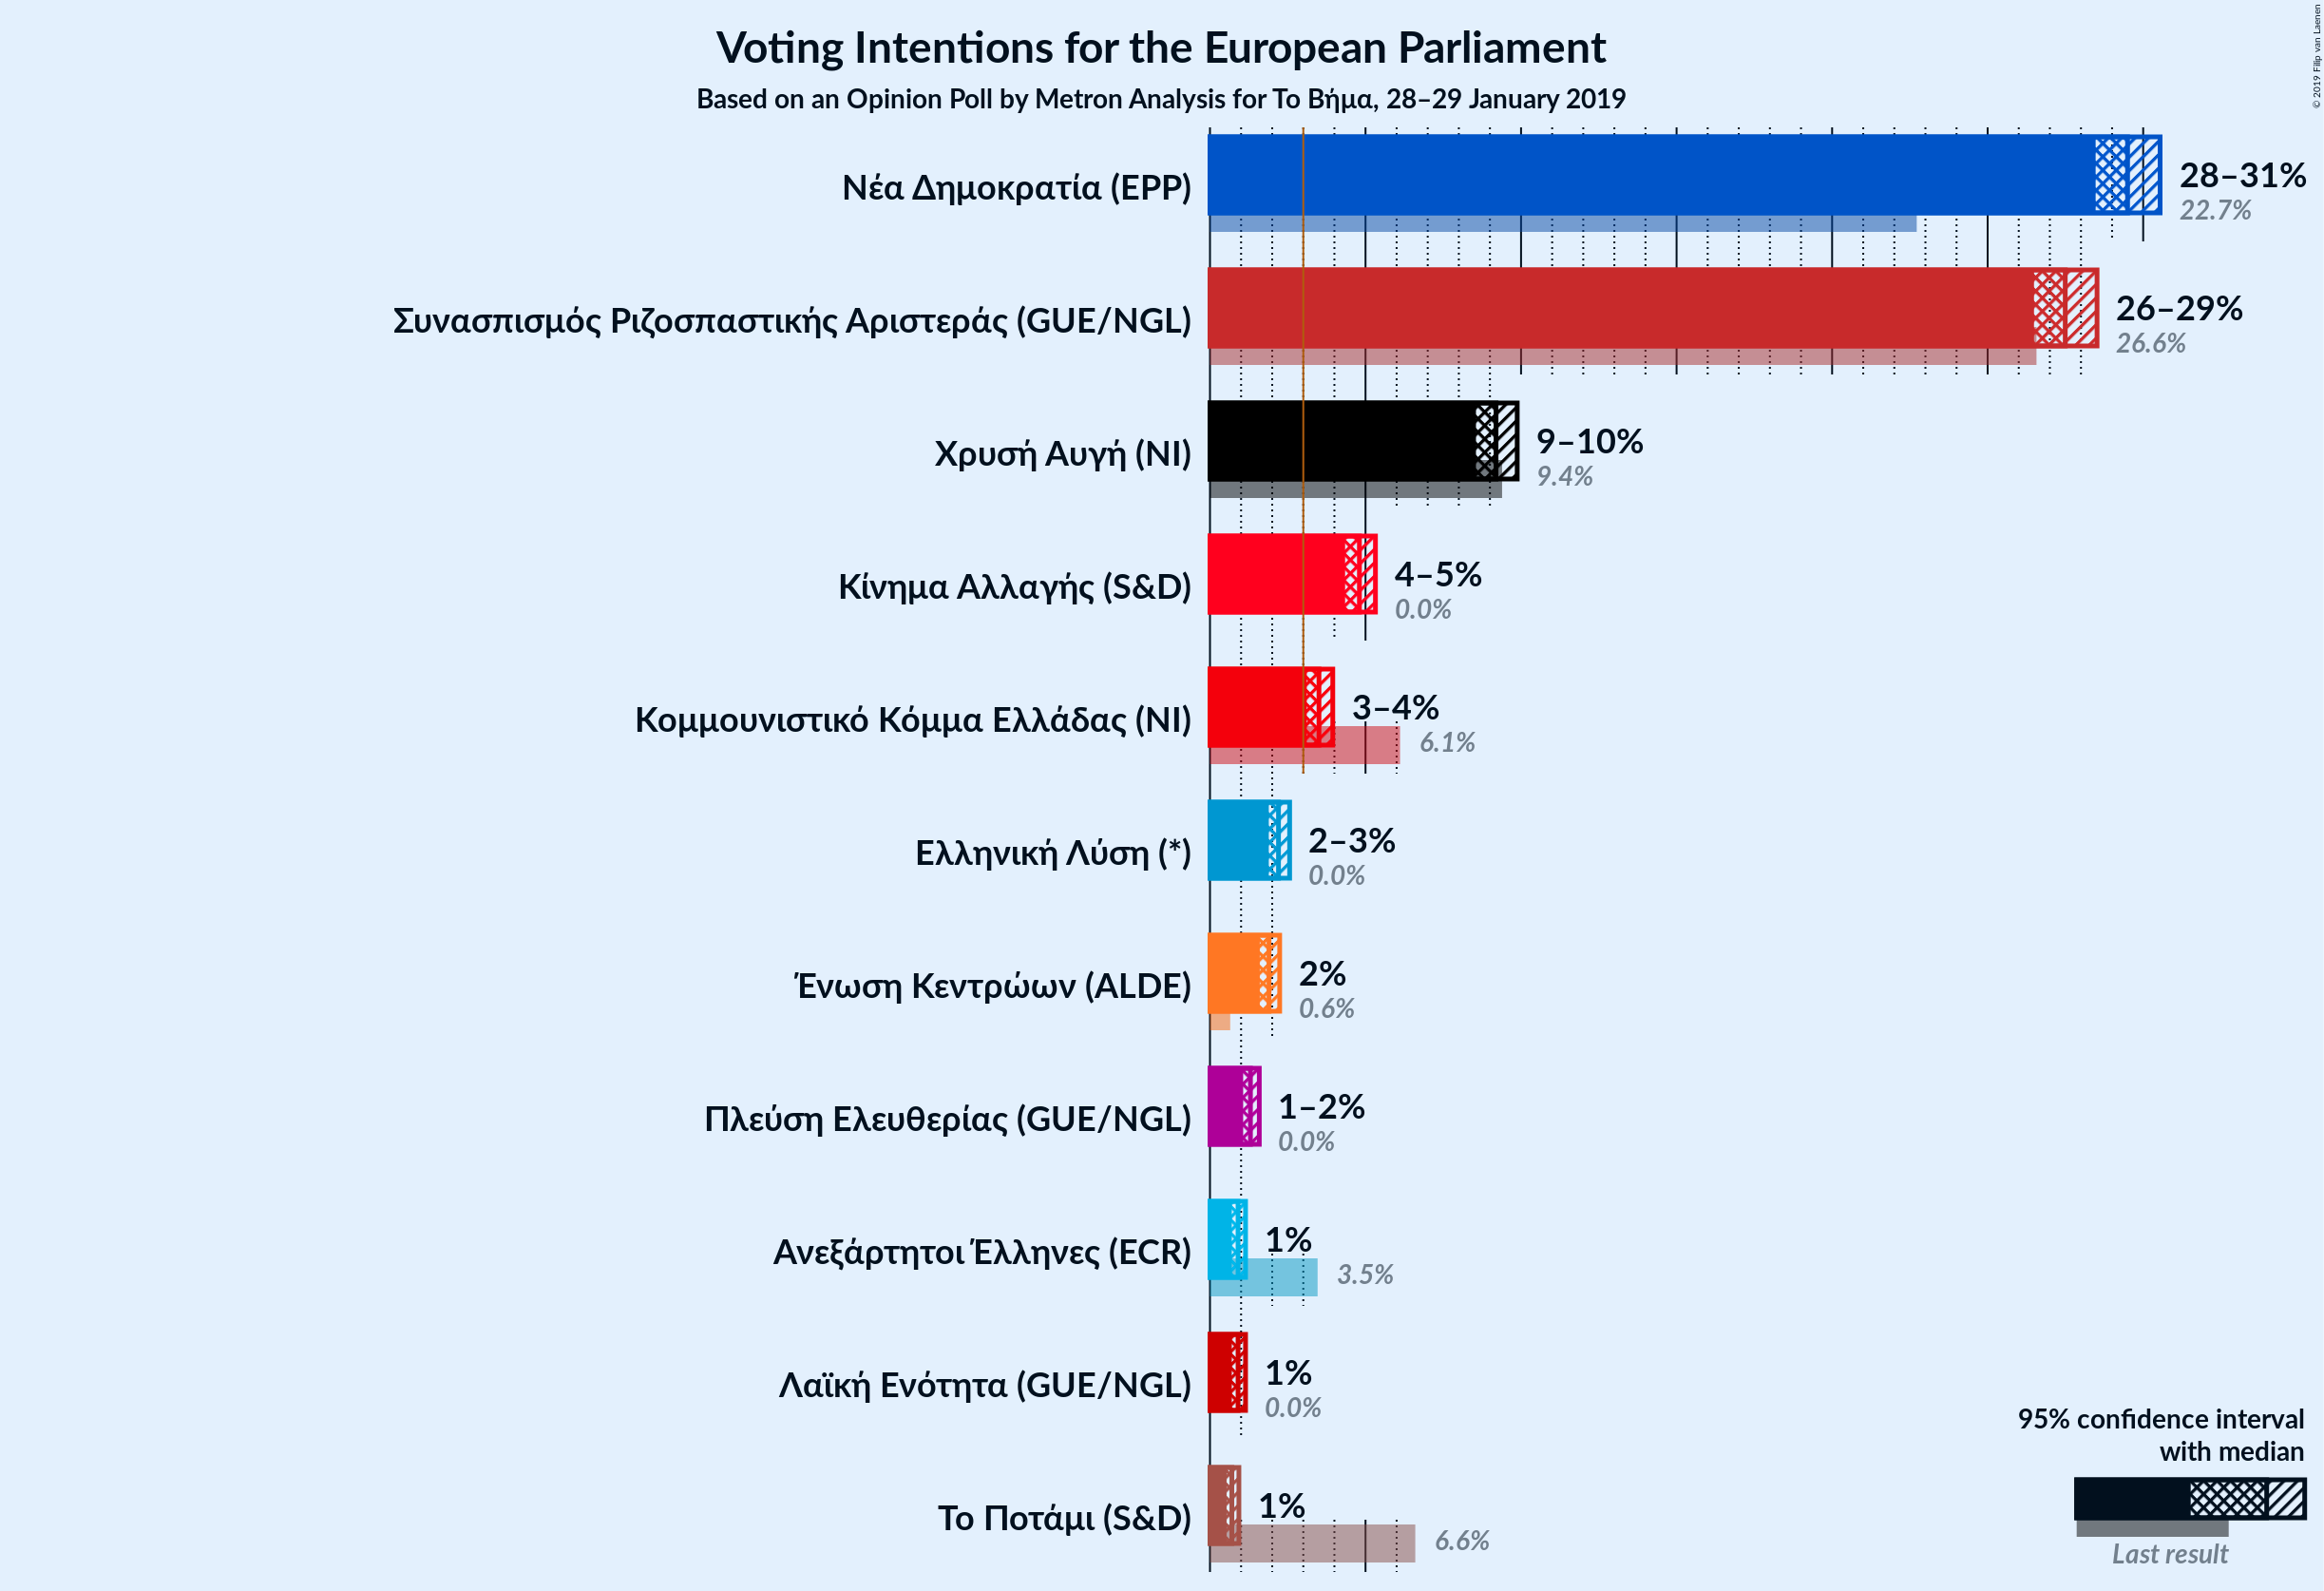 Voting Intentions for the European Parliament
Based on an Opinion Poll by Metron Analysis for Το Βήμα, 28–29 January 2019
© 2019 Filip van Laenen
Νέα Δημοκρατία (EPP)
28–31%
22.7%
Συνασπισμός Ριζοσπαστικής Αριστεράς (GUE/NGL)
26–29%
26.6%
Χρυσή Αυγή (NI)
9–10%
9.4%
Κίνημα Αλλαγής (S&D)
4–5%
0.0%
Κομμουνιστικό Κόμμα Ελλάδας (NI)
3–4%
6.1%
Ελληνική Λύση (*)
2–3%
0.0%
Ένωση Κεντρώων (ALDE)
2%
0.6%
Πλεύση Ελευθερίας (GUE/NGL)
1–2%
0.0%
Ανεξάρτητοι Έλληνες (ECR)
1%
3.5%
Λαϊκή Ενότητα (GUE/NGL)
1%
0.0%
Το Ποτάμι (S&D)
1%
6.6%
95% confidence interval
with median
Last result